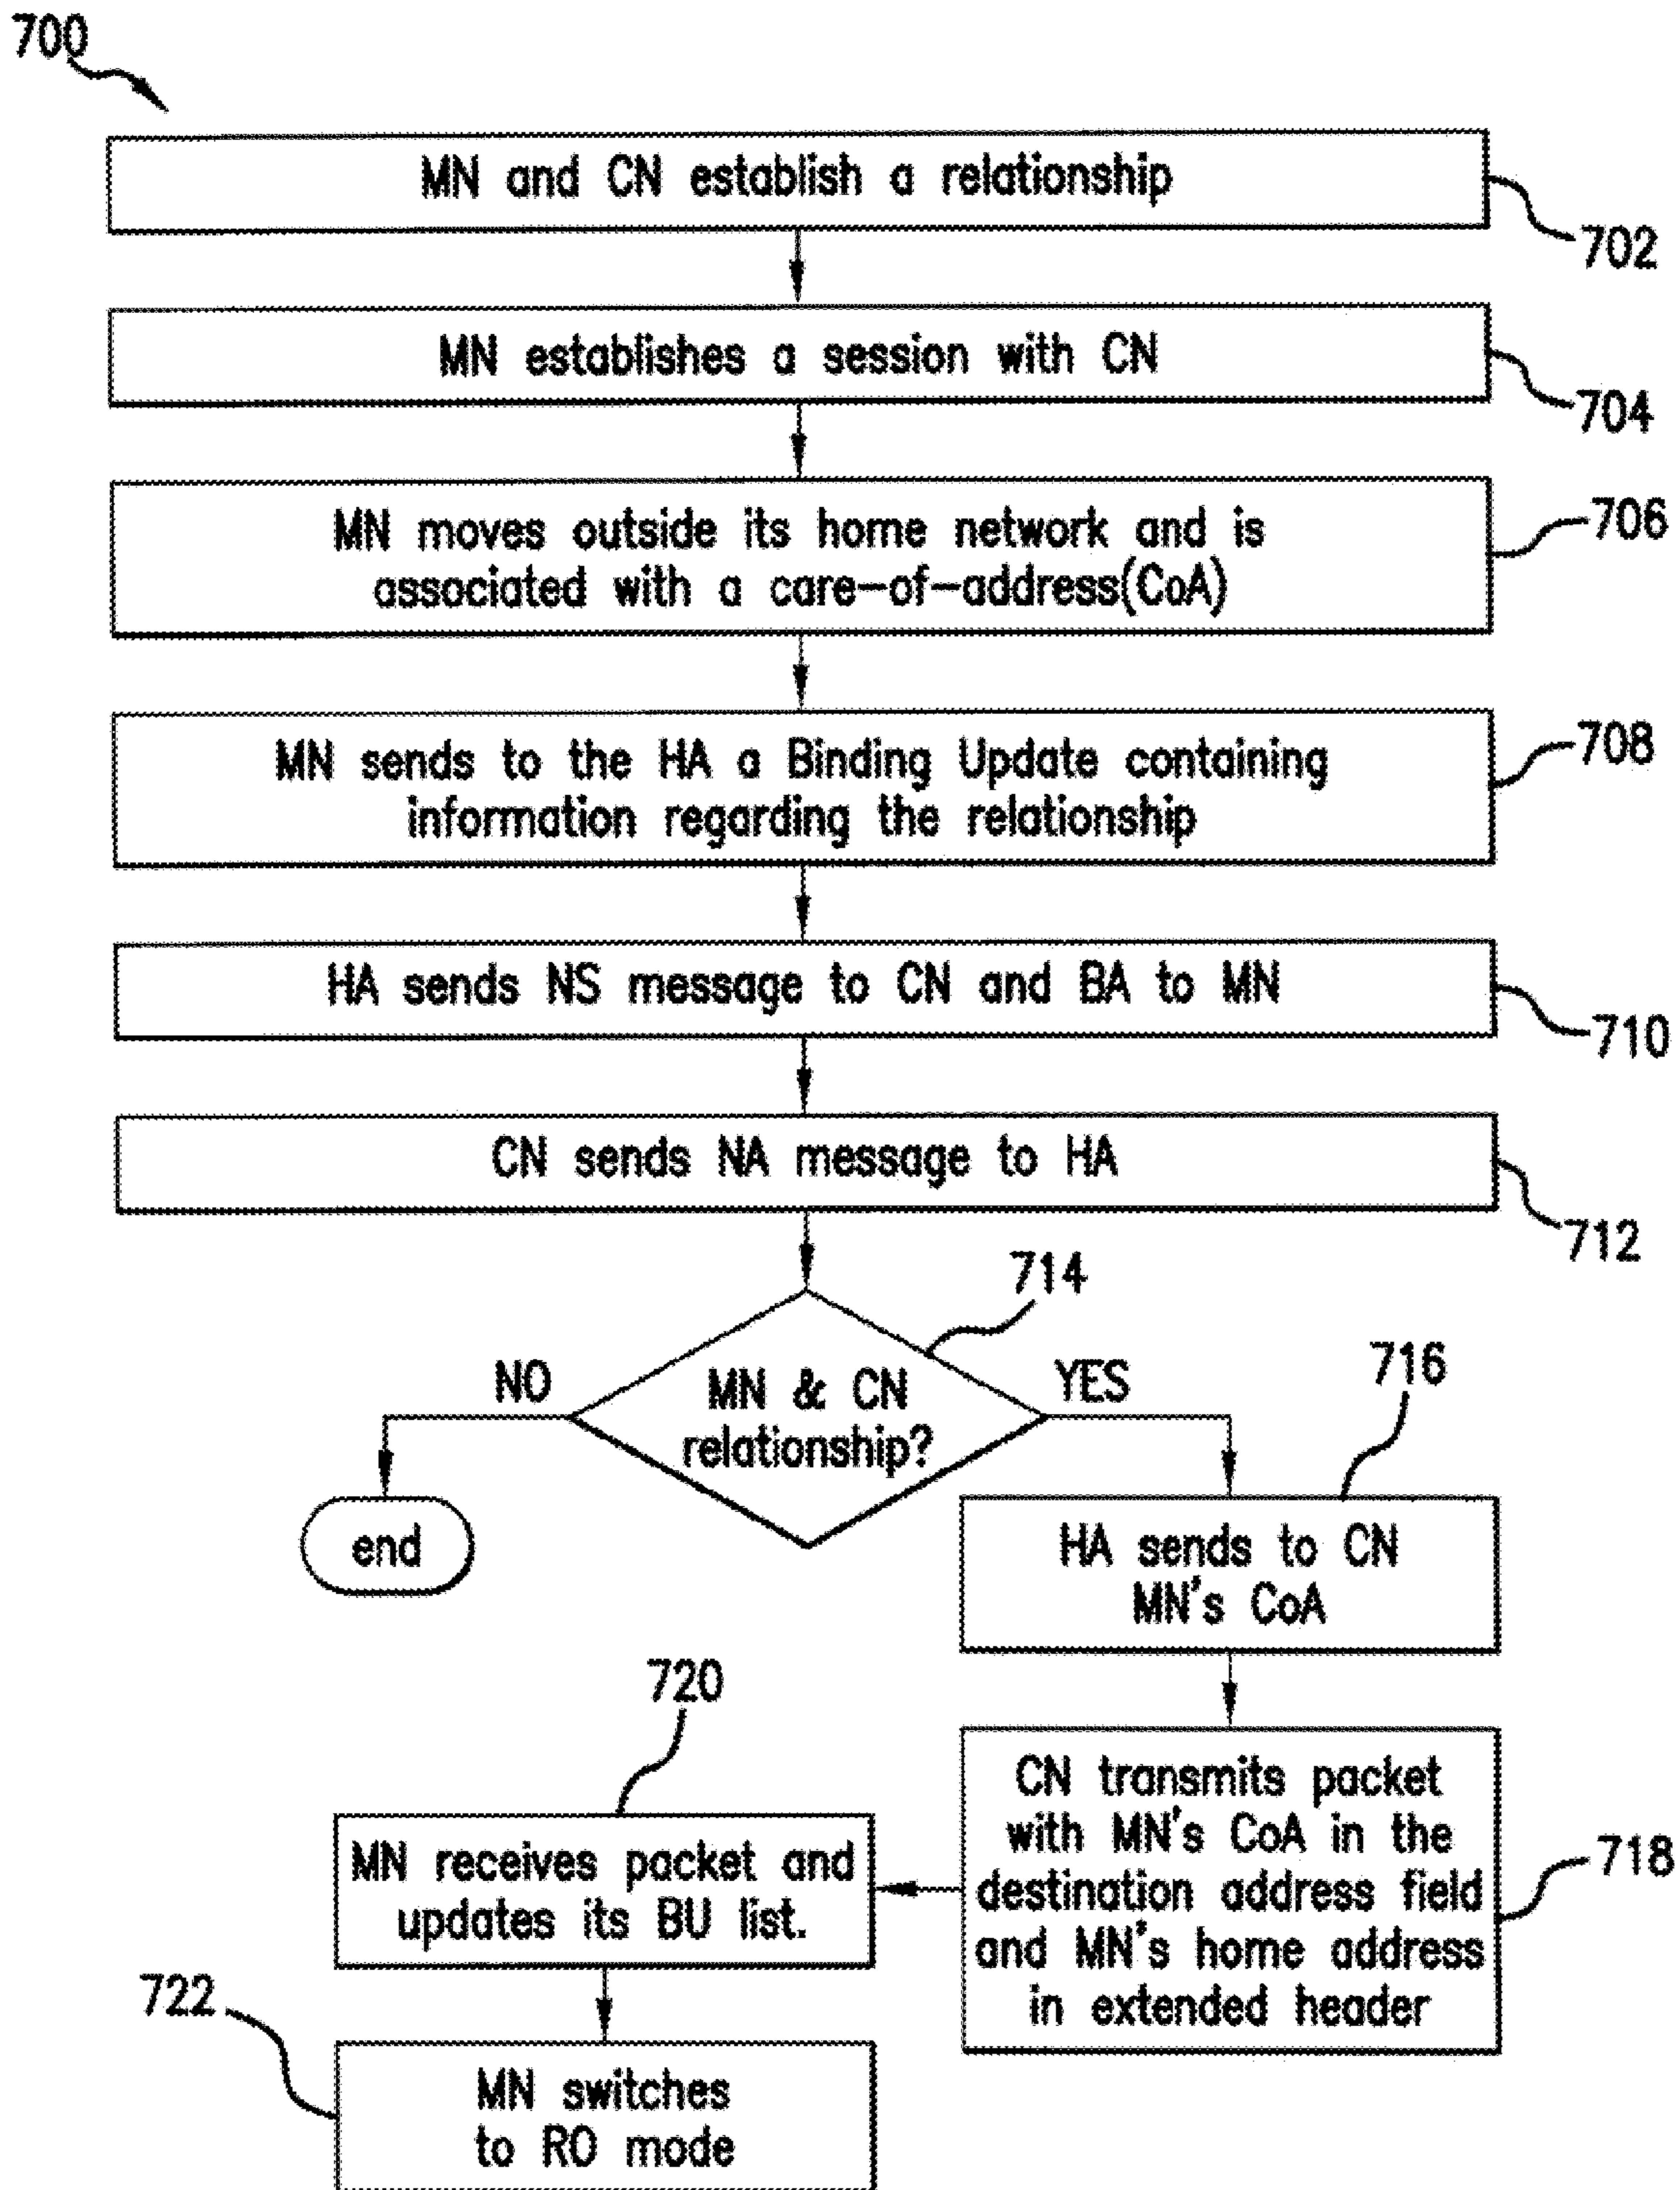 700
MN and CN establish a relationship
702
MN establishes a session with CN
704
MN moves outside its home network and is
associated with a care-of-address(CoA)
706
MN sends to the HA a Binding Update containing
information regarding the relationship
708
HA sends NS message to CN and BA to MN
710
CN sends NA message to HA
712
714
NO
MN & CN
relationship?
YES
716
end
HA sends to CN
MN's CoA
720
CN transmits packet
with MN's CoA in the
destination address field
and MN's home address
in extended header
718
MN receives packet and
updates its BU list.
722
MN switches
to RO mode